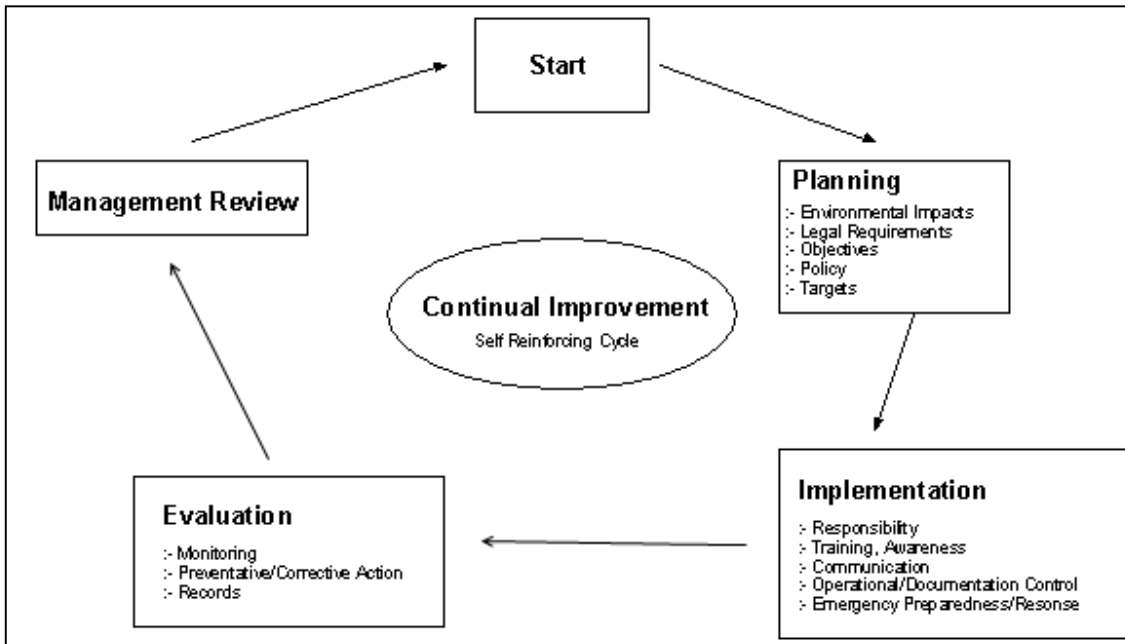 Start
Planning
:- Environmental Impacts
:- Legal Requirements
:- Objectives
:- Policy
:- Targets
Implementation
:- Responsibility
:- Training, Awareness
:- Communication
:- Operational/Documentation Control
:- Emergency Preparedness/Resonse
Evaluation
:- Monitoring
:- Preventative/Corrective Action
:- Records
Management Review
Continual Improvement
Self Reinforcing Cycle